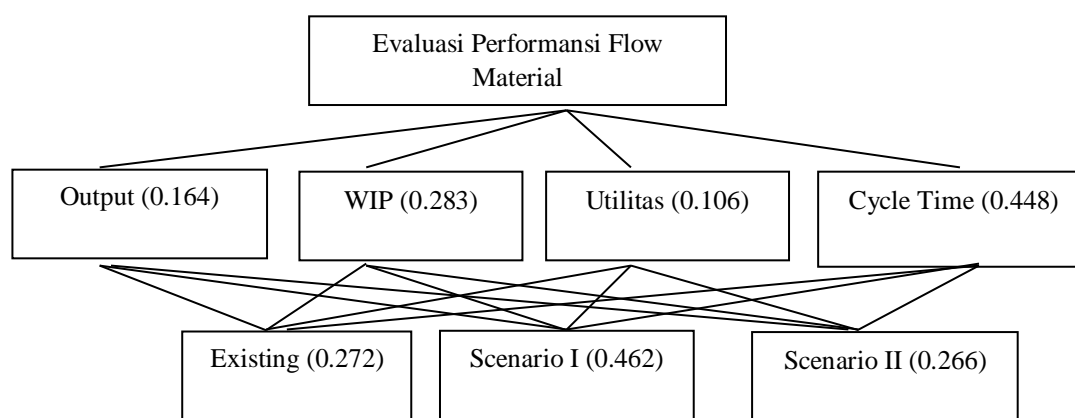 Evaluasi Performansi Flow
Material
Output (0.164)
WIP (0.283)
Utilitas (0.106)
Cycle Time (0.448)
Existing (0.272)
Scenario I (0.462)
Scenario II (0.266)